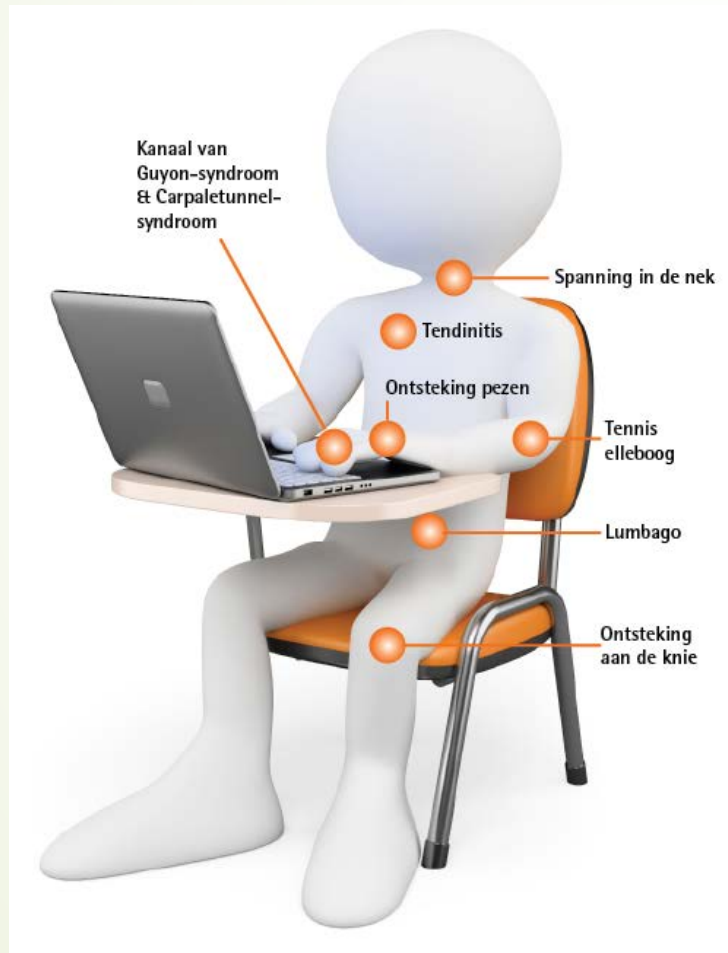 Kanaal van
Guyon-syndroom
& Carpaletunnel-
syndroom
Spanning in de nek
Tendinitis
Ontsteking pezen
Tennis
elleboog
Lumbago
Ontsteking
aan de knie